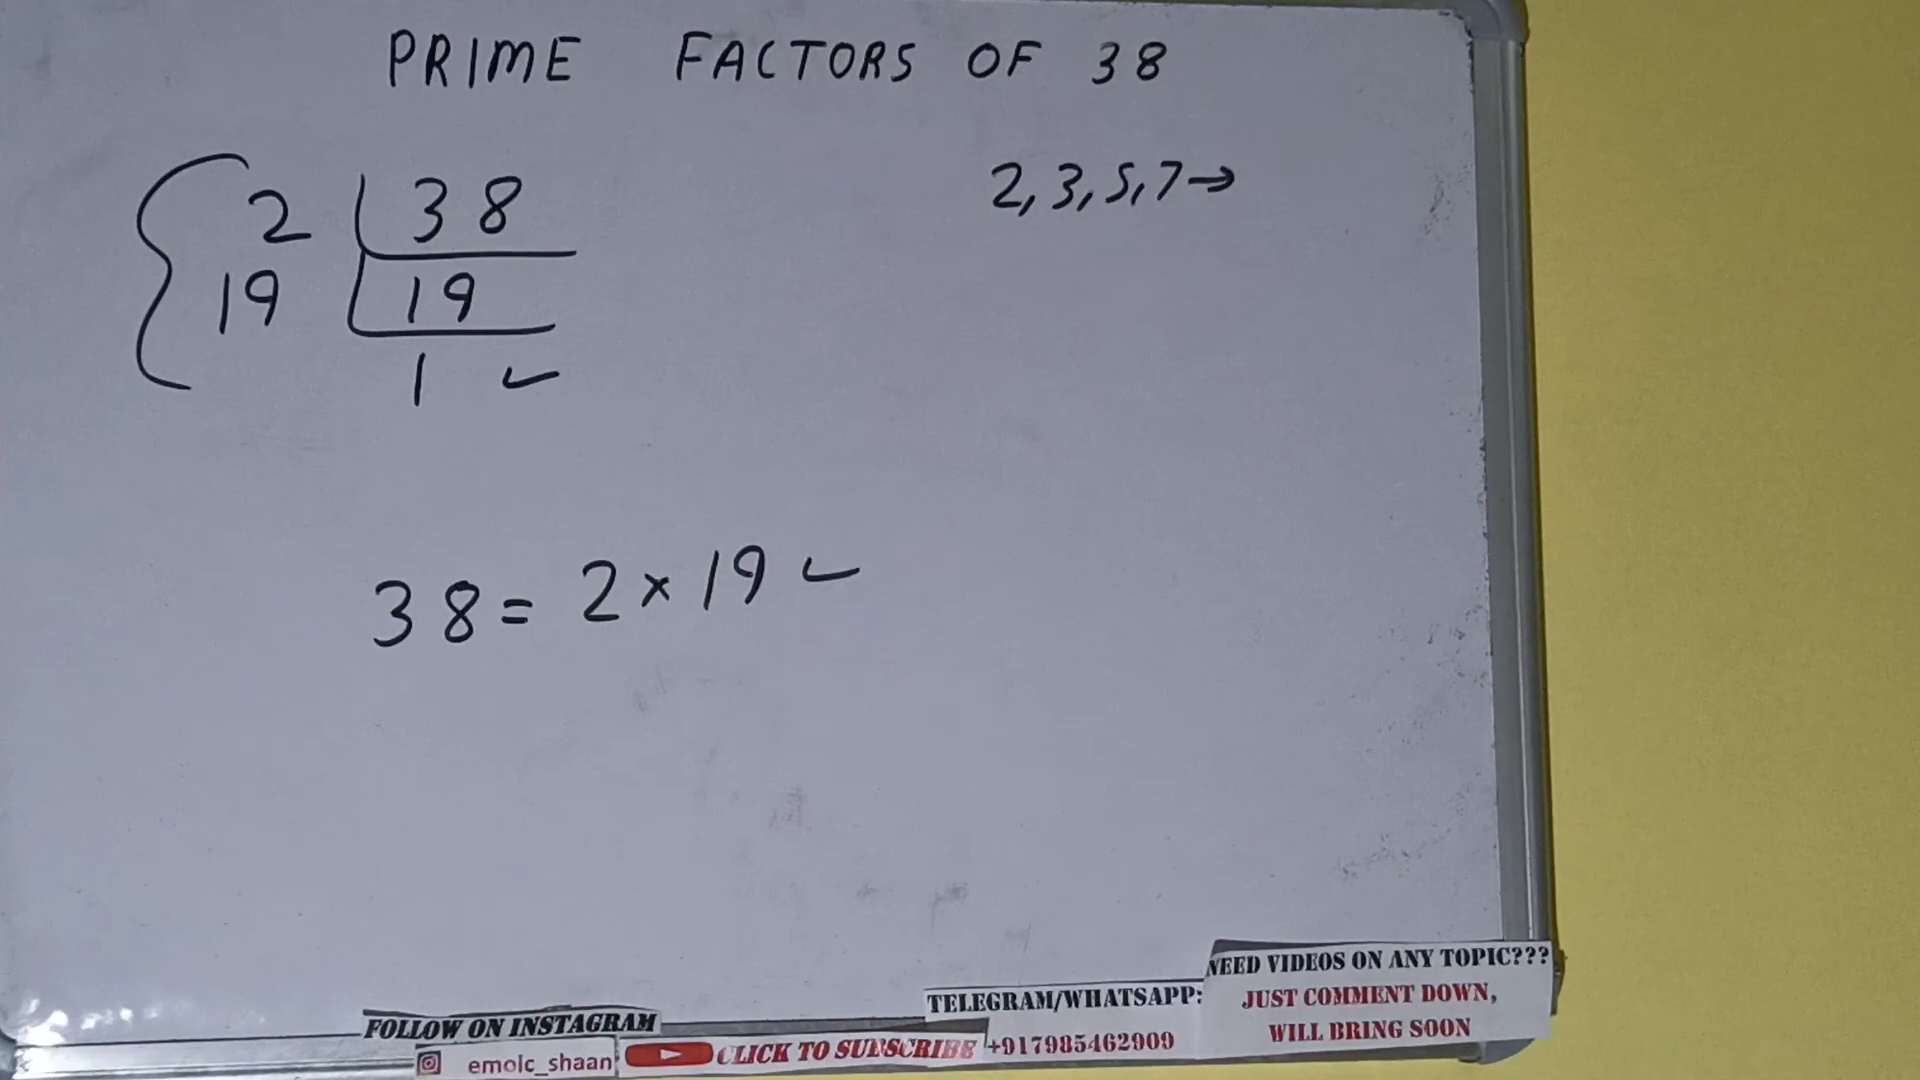 PRIME FACTORS OF 38
2, 3, 5, 7 →
2 | 38
19 | 19
1 ✓
38 = 2 × 19 ✓
NEED VIDEOS ON ANY TOPIC???
JUST COMMENT DOWN,
WILL BRING SOON
TELEGRAM/WHATSAPP:
+917985462909
FOLLOW ON INSTAGRAM
emolc_shaan
CLICK TO SUBSCRIBE